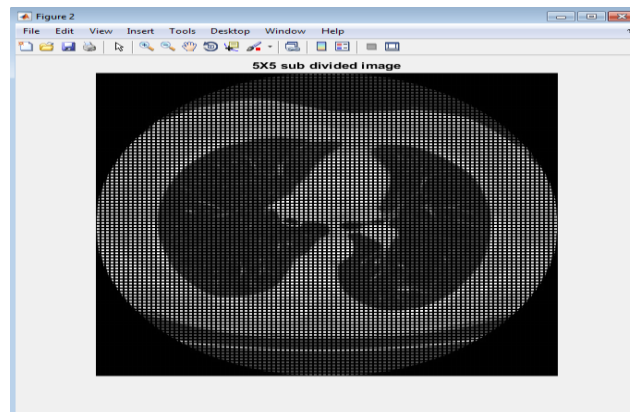 Figure 2
File Edit View Insert Tools Desktop Window Help
5X5 sub divided image